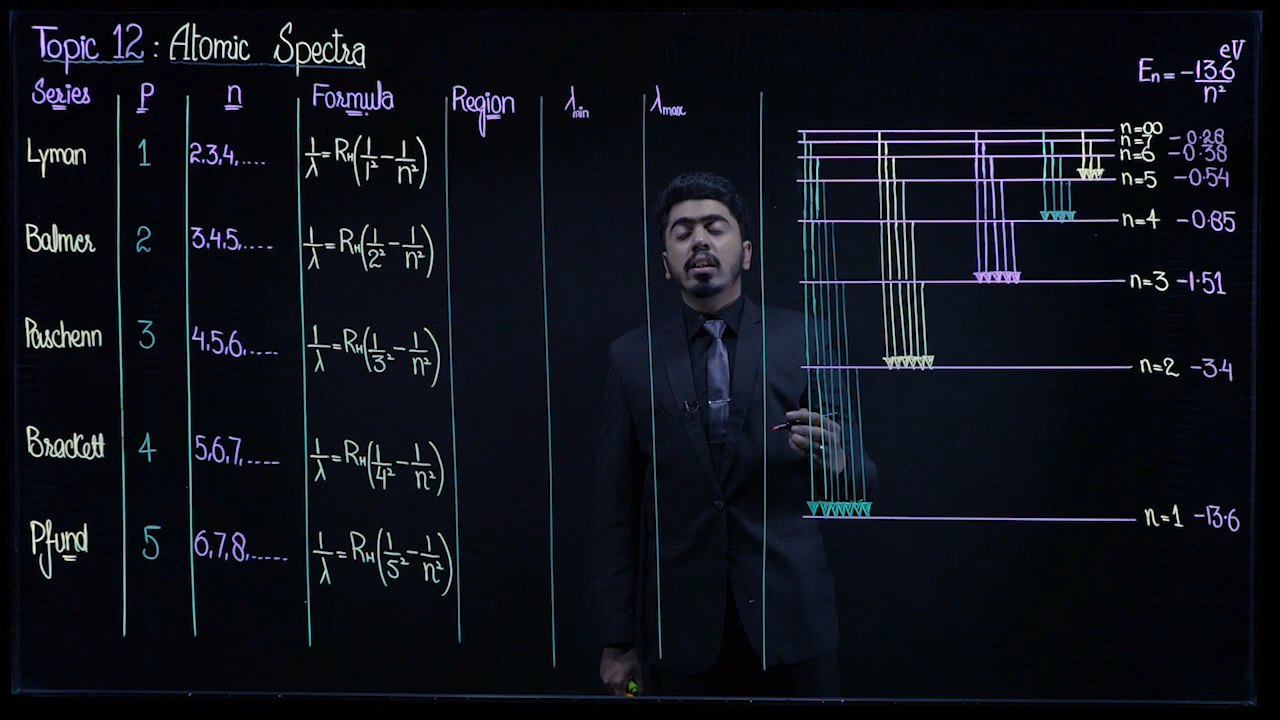 Topic 12 : Atomic Spectra
Series P n Formula Region λmin λmax
Lyman 1 2,3,4,..... 1/λ = RH(1/1² − 1/n²)
Balmer 2 3,4,5,..... 1/λ = RH(1/2² − 1/n²)
Paschenn 3 4,5,6,..... 1/λ = RH(1/3² − 1/n²)
Brackett 4 5,6,7,..... 1/λ = RH(1/4² − 1/n²)
Pfund 5 6,7,8,...... 1/λ = RH(1/5² − 1/n²)
eV
En = −13.6/n²
n=∞
n=7 −0.28
n=6 −0.38
n=5 −0.54
n=4 −0.85
n=3 −1.51
n=2 −3.4
n=1 −13.6